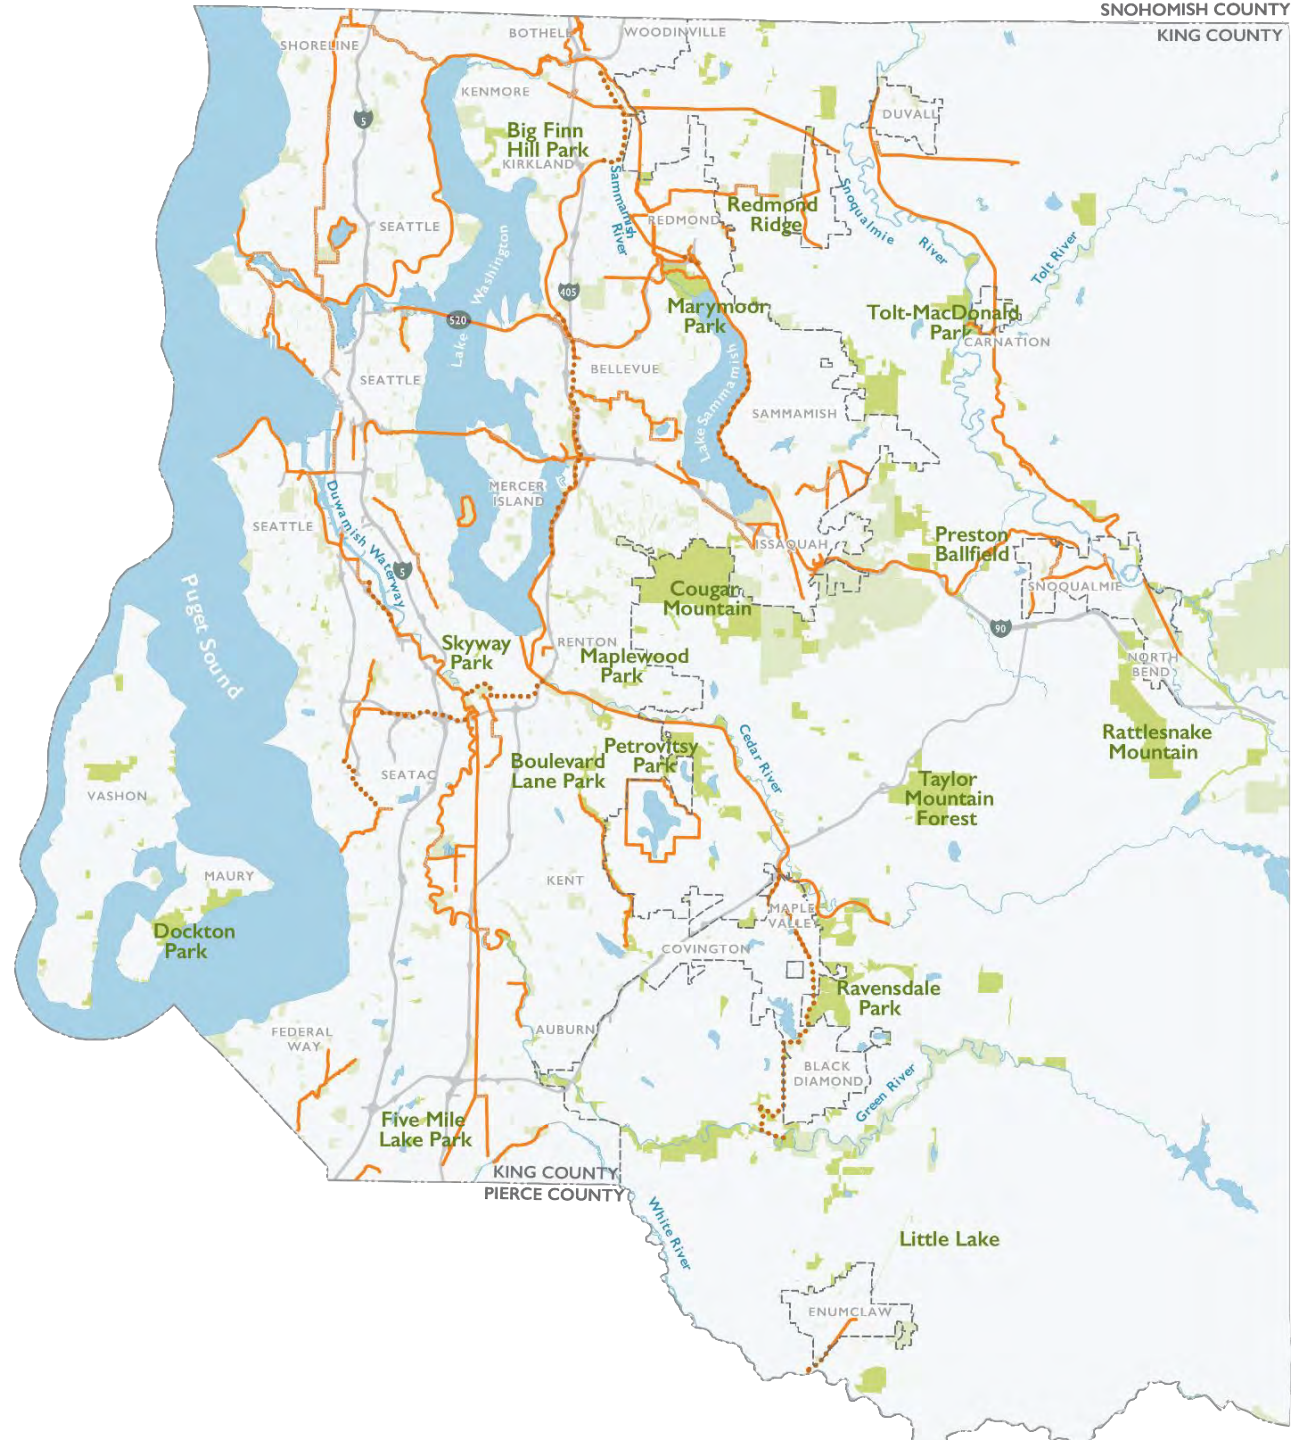 SNOHOMISH COUNTY
KING COUNTY
SHORELINE
BOTHELL
WOODINVILLE
KENMORE
5
DUVALL
Big Finn
Hill Park
KIRKLAND
Sammamish
River
Redmond
Ridge
REDMOND
Snoqualmie
River
Tolt River
SEATTLE
Lake Washington
405
520
Marymoor
Park
Tolt-MacDonald
Park
CARNATION
SEATTLE
BELLEVUE
Lake Sammamish
SAMMAMISH
MERCER
ISLAND
Duwamish Waterway
SEATTLE
ISSAQUAH
Preston
Ballfield
5
Puget Sound
Cougar
Mountain
SNOQUALMIE
90
Skyway
Park
RENTON
Maplewood
Park
NORTH
BEND
Rattlesnake
Mountain
Cedar River
Petrovitsy
Park
Boulevard
Lane Park
SEATAC
Taylor
Mountain
Forest
VASHON
MAURY
KENT
Dockton
Park
MAPLE
VALLEY
COVINGTON
Ravensdale
Park
FEDERAL
WAY
AUBURN
BLACK
DIAMOND
Green River
Five Mile
Lake Park
KING COUNTY
PIERCE COUNTY
White River
Little Lake
ENUMCLAW